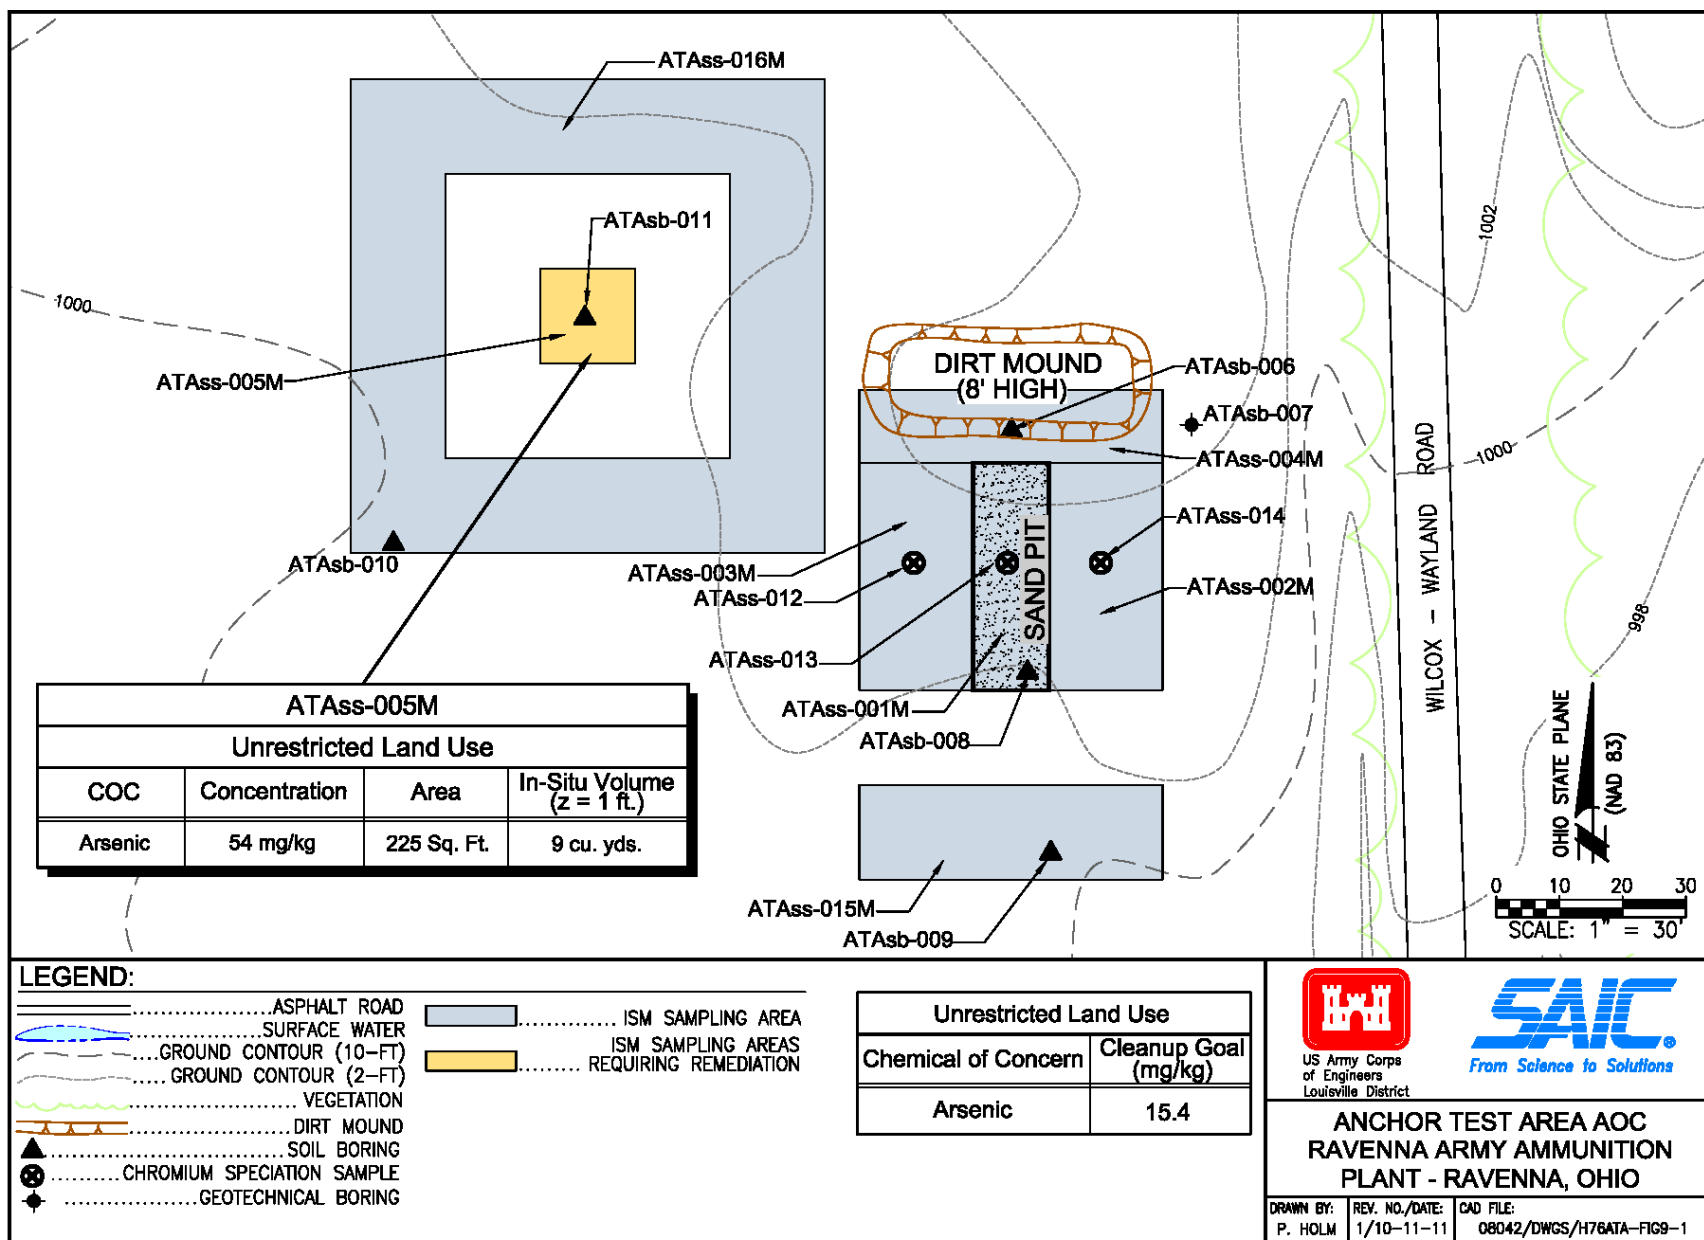 ATAss-016M
ATAsb-011
1000
ATAss-005M
ATAsb-010
DIRT MOUND
(8' HIGH)
ATAsb-006
ATAsb-007
ATAss-004M
ATAss-014
ATAss-003M
ATAss-012
ATAss-002M
ATAss-013
SAND PIT
ATAss-001M
ATAsb-008
ATAss-015M
ATAsb-009
1002
1000
998
WILCOX - WAYLAND ROAD
OHIO STATE PLANE
(NAD 83)
0 10 20 30
SCALE: 1" = 30'
ATAss-005M
Unrestricted Land Use
COC Concentration Area In-Situ Volume
(z = 1 ft.)
Arsenic 54 mg/kg 225 Sq. Ft. 9 cu. yds.
LEGEND:
ASPHALT ROAD
SURFACE WATER
GROUND CONTOUR (10-FT)
GROUND CONTOUR (2-FT)
VEGETATION
DIRT MOUND
SOIL BORING
CHROMIUM SPECIATION SAMPLE
GEOTECHNICAL BORING
ISM SAMPLING AREA
ISM SAMPLING AREAS
REQUIRING REMEDIATION
Unrestricted Land Use
Chemical of Concern Cleanup Goal
(mg/kg)
Arsenic 15.4
US Army Corps
of Engineers
Louisville District
SAIC®
From Science to Solutions
ANCHOR TEST AREA AOC
RAVENNA ARMY AMMUNITION
PLANT - RAVENNA, OHIO
DRAWN BY: REV. NO./DATE: CAD FILE:
P. HOLM 1/10-11-11 08042/DWGS/H76ATA-FIG9-1